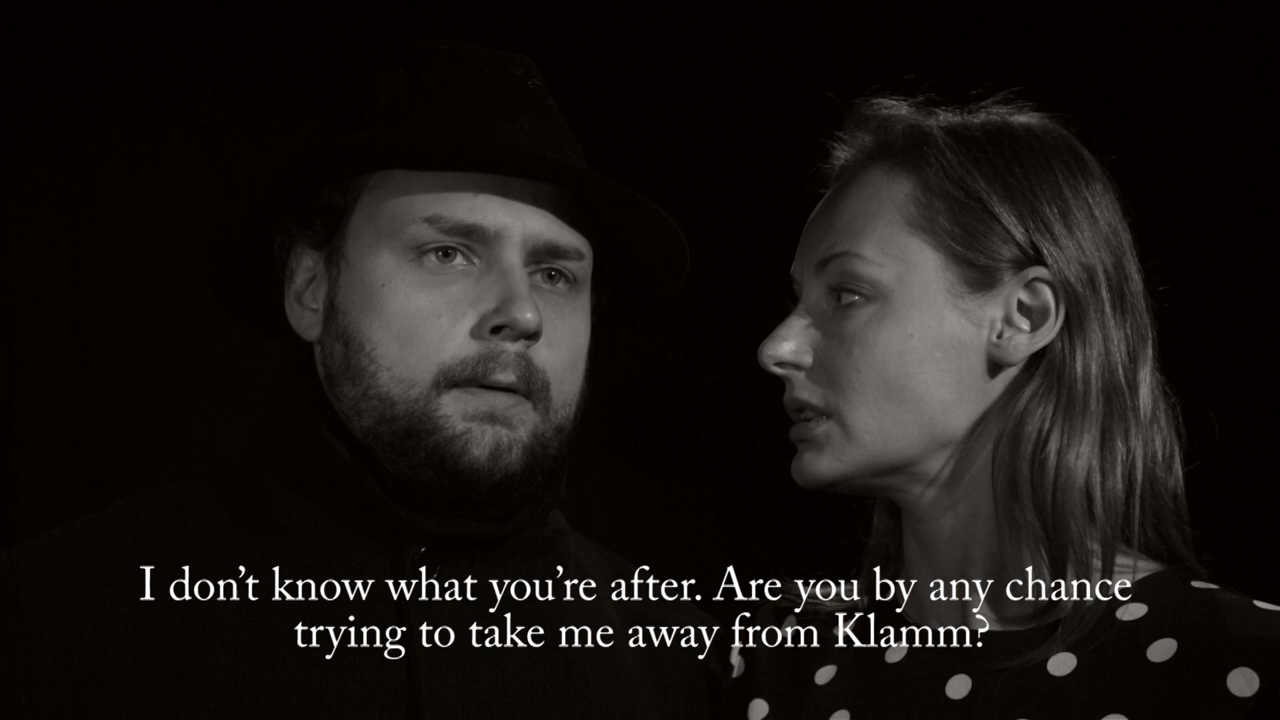 I don’t know what you’re after. Are you by any chance
trying to take me away from Klamm?